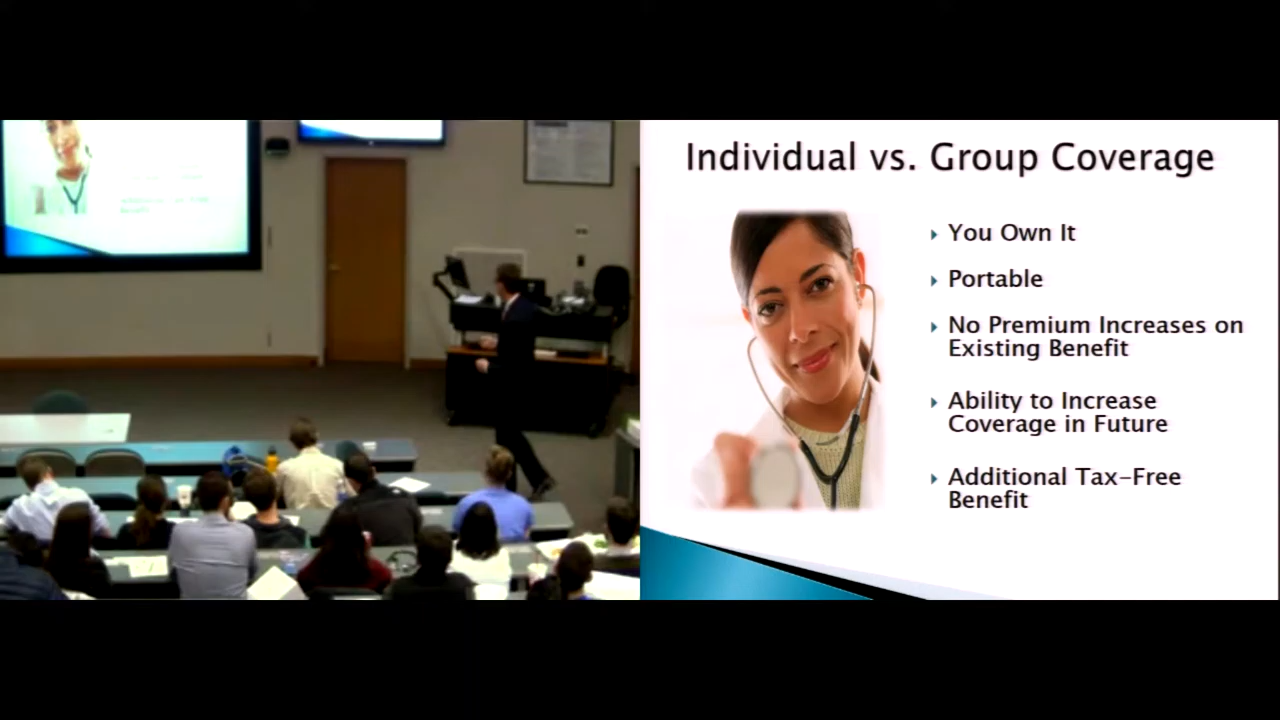 Individual vs. Group Coverage
You Own It
Portable
No Premium Increases on
Existing Benefit
Ability to Increase
Coverage in Future
Additional Tax-Free
Benefit